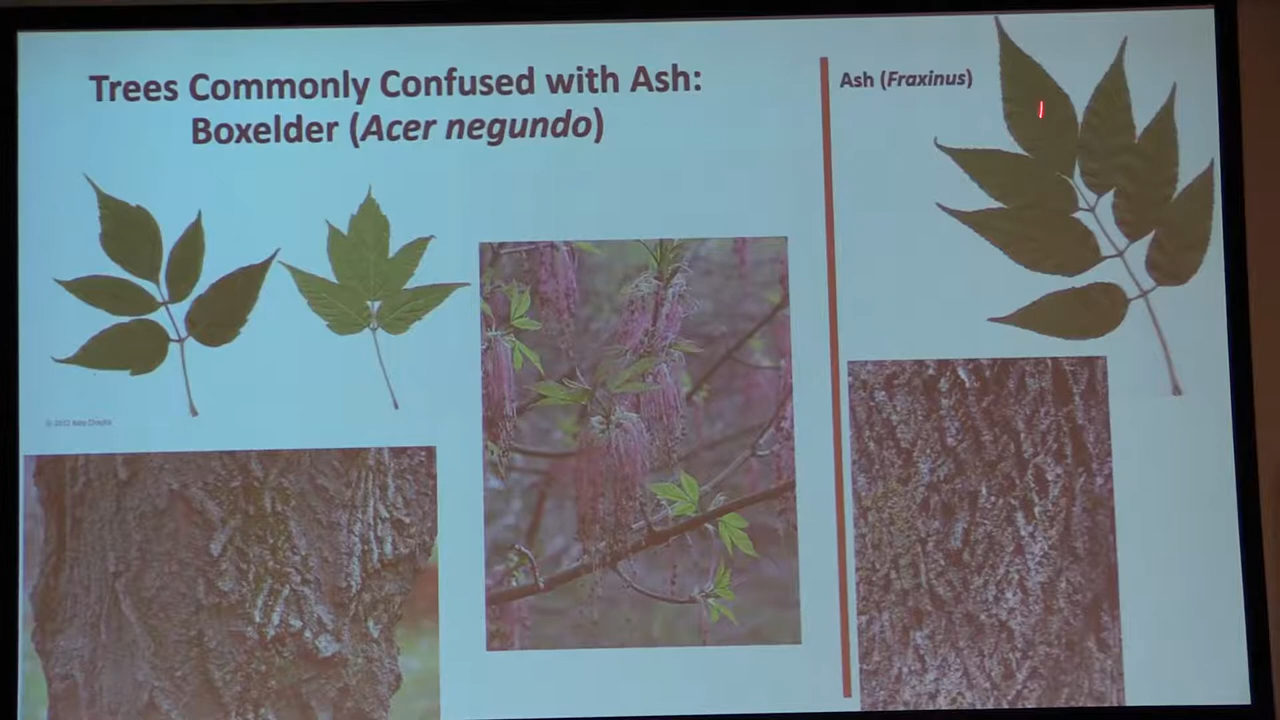 Trees Commonly Confused with Ash:
Boxelder (Acer negundo)
Ash (Fraxinus)